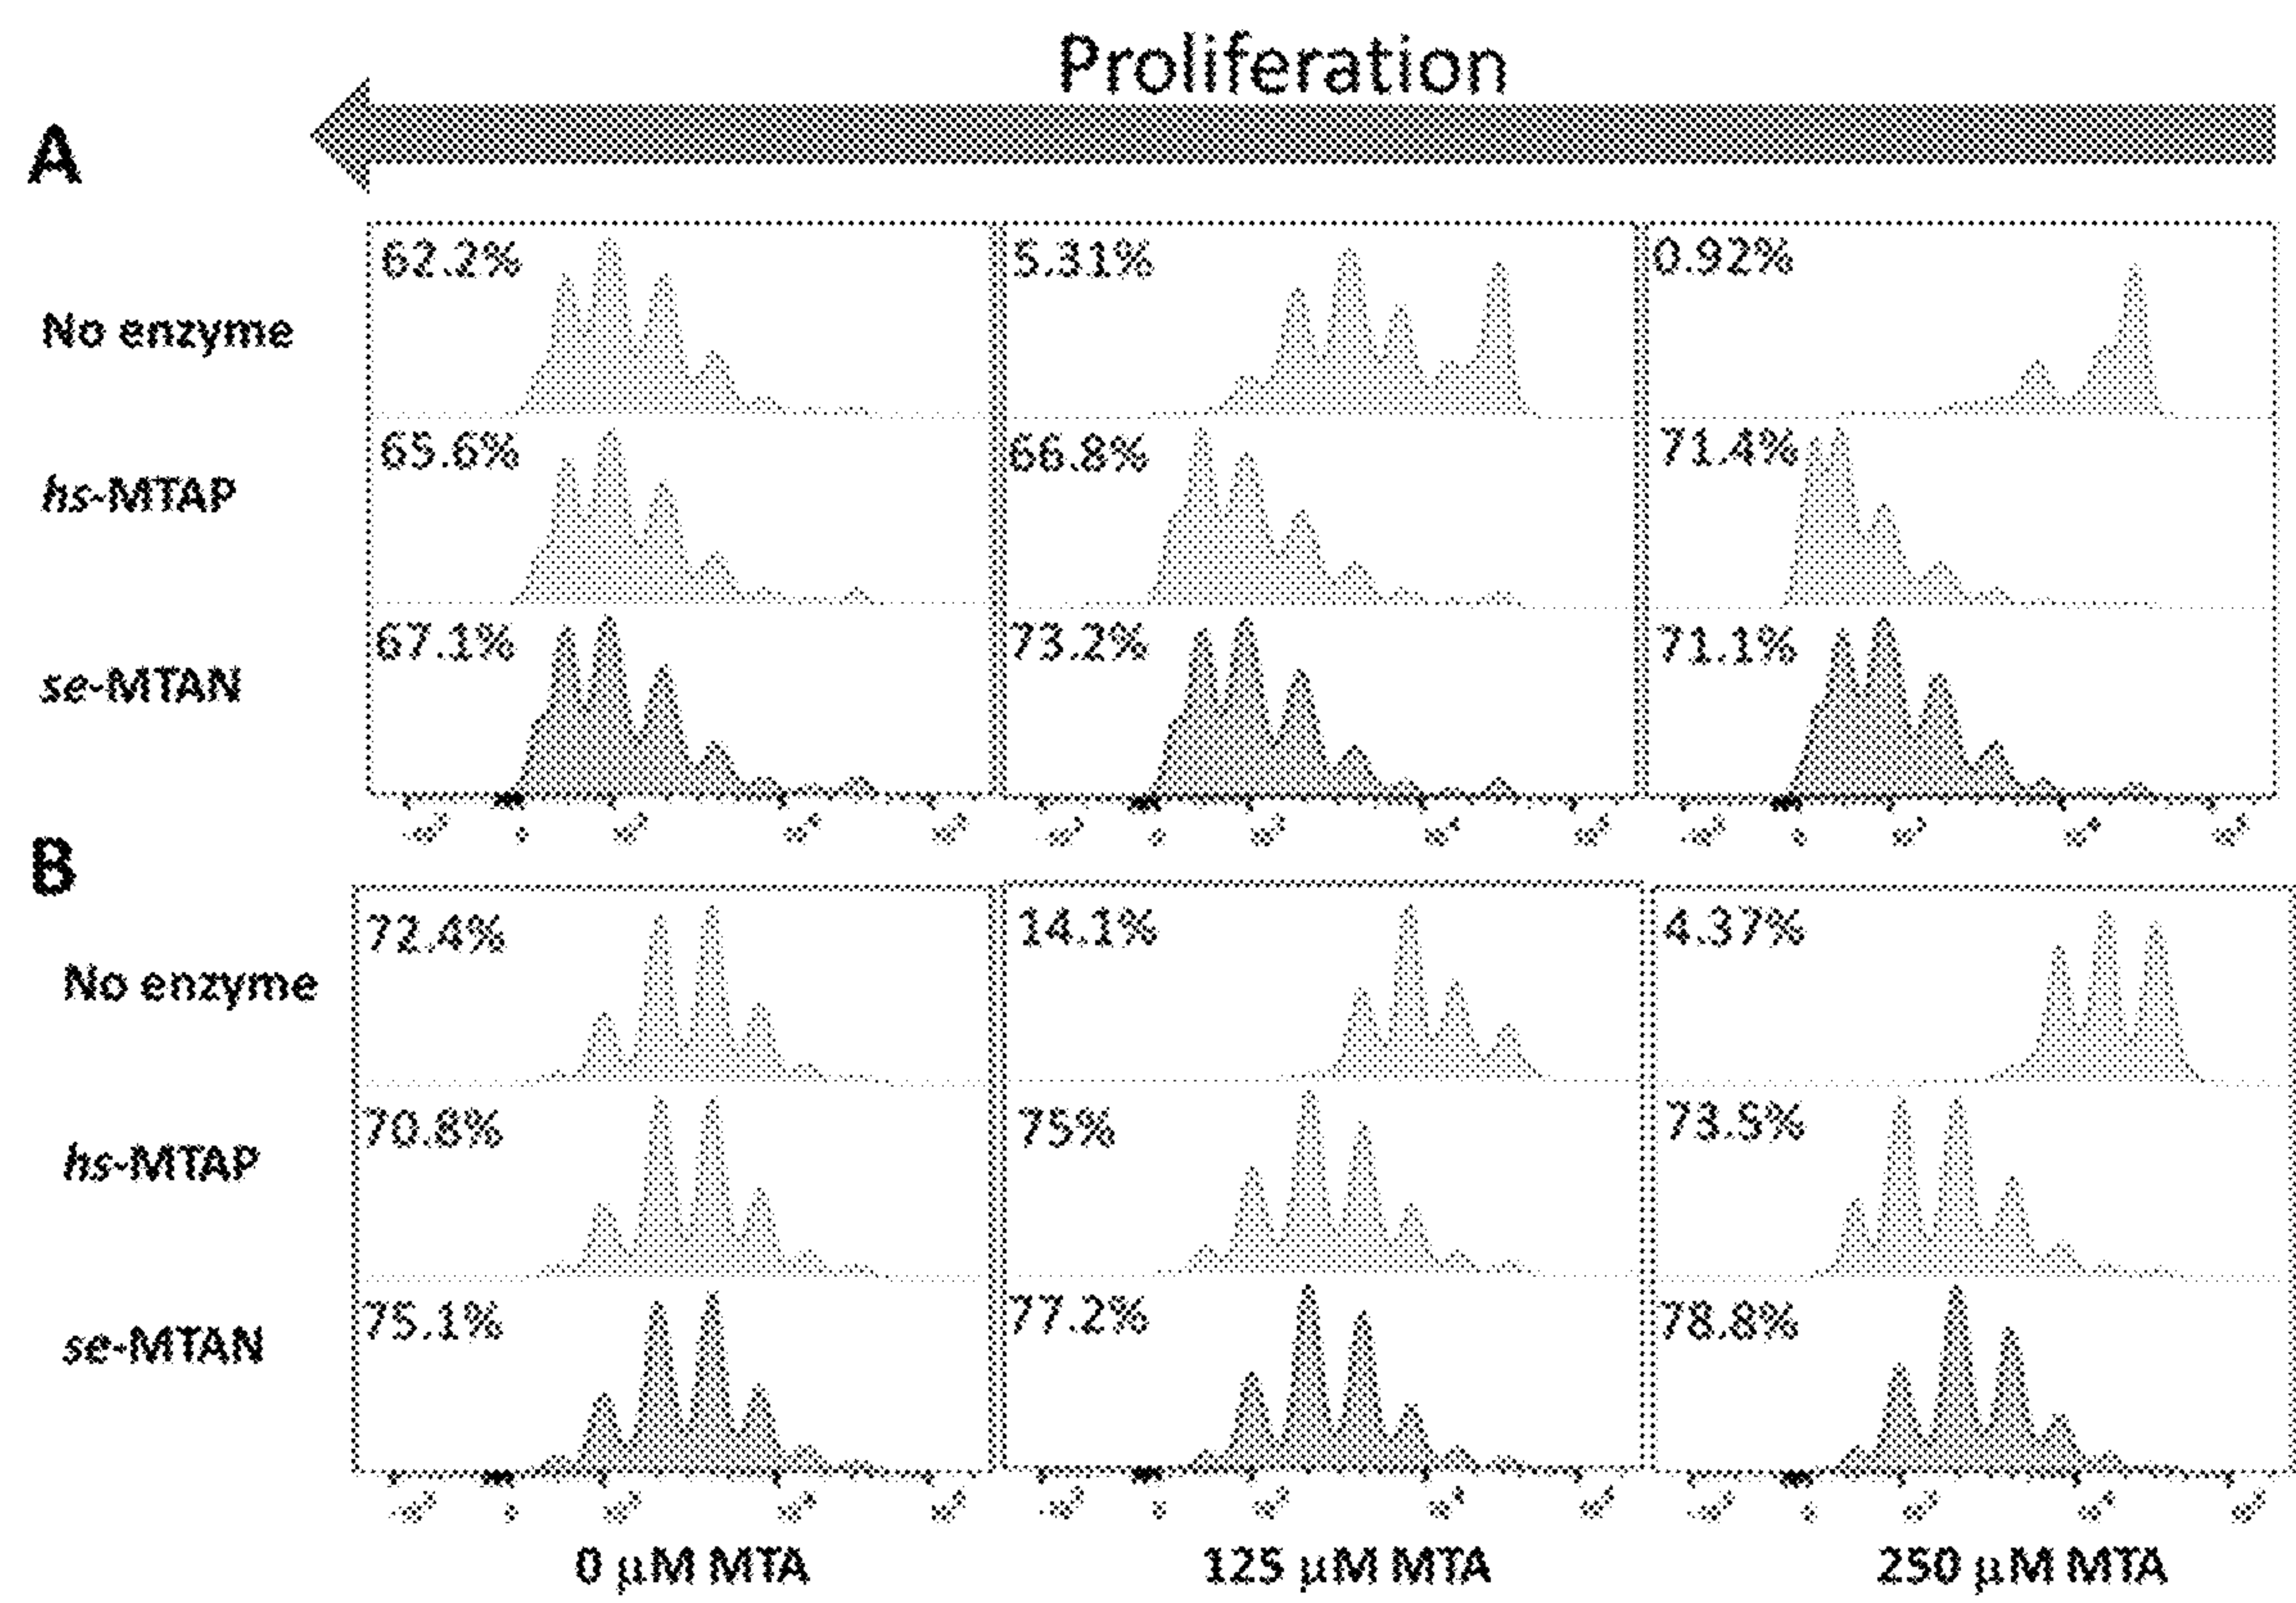 Proliferation
A
No enzyme
62.2%
5.31%
0.92%
hs-MTAP
65.6%
66.8%
71.4%
se-MTAN
67.1%
73.2%
71.1%
B
No enzyme
72.4%
14.1%
4.37%
hs-MTAP
70.8%
75%
73.5%
se-MTAN
75.1%
77.2%
78.8%
0 μM MTA
125 μM MTA
250 μM MTA